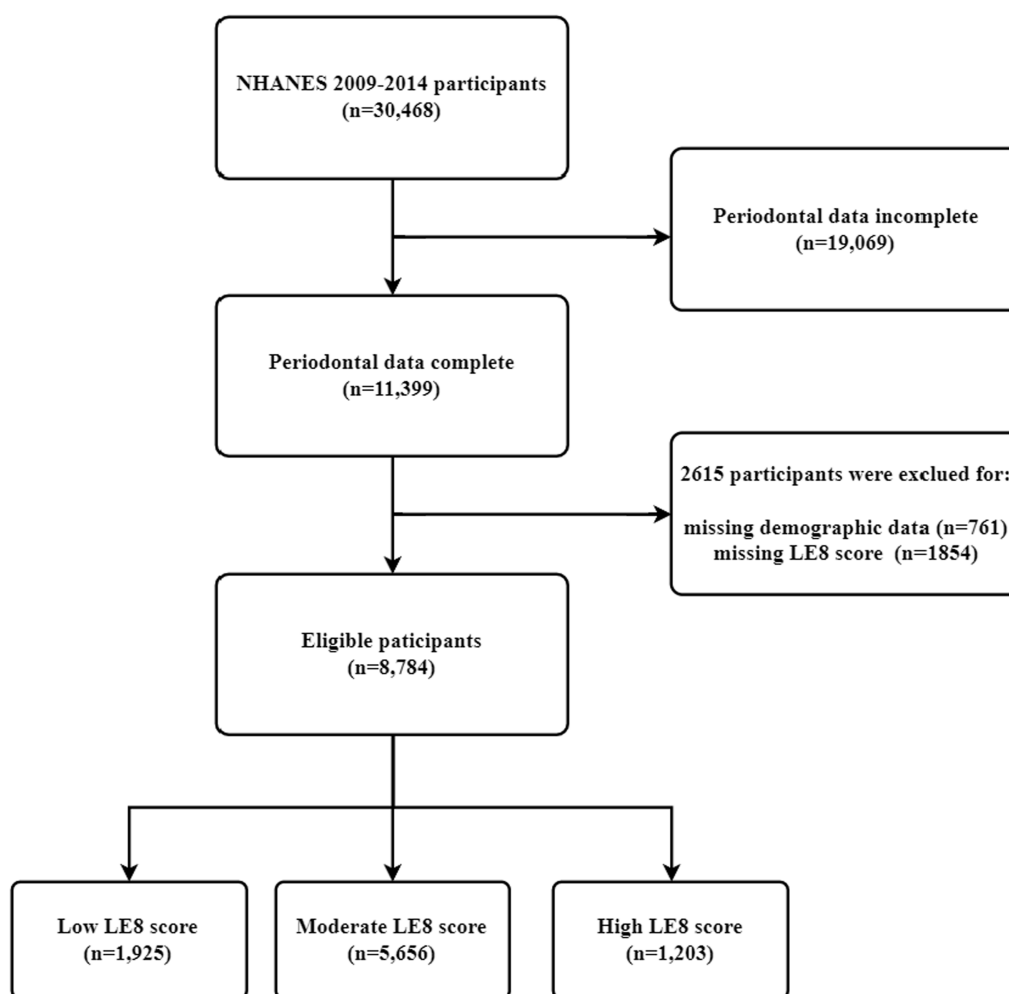 NHANES 2009-2014 participants
(n=30,468)
Periodontal data incomplete
(n=19,069)
Periodontal data complete
(n=11,399)
2615 participants were exclued for:
missing demographic data (n=761)
missing LE8 score (n=1854)
Eligible paticipants
(n=8,784)
Low LE8 score
(n=1,925)
Moderate LE8 score
(n=5,656)
High LE8 score
(n=1,203)